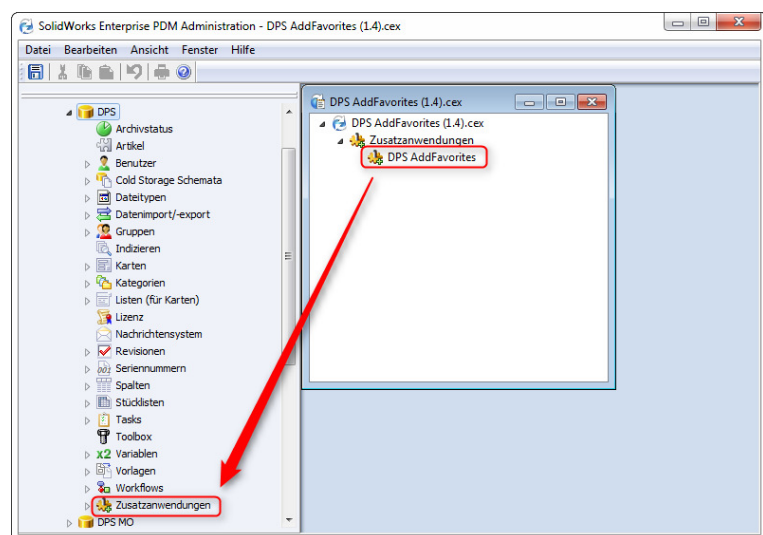 SolidWorks Enterprise PDM Administration - DPS AddFavorites (1.4).cex
Datei Bearbeiten Ansicht Fenster Hilfe
DPS
Archivstatus
Artikel
Benutzer
Cold Storage Schemata
Dateitypen
Datenimport/-export
Gruppen
Indizieren
Karten
Kategorien
Listen (für Karten)
Lizenz
Nachrichtensystem
Revisionen
Seriennummern
Spalten
Stücklisten
Tasks
Toolbox
x2 Variablen
Vorlagen
Workflows
Zusatzanwendungen
DPS MO
DPS AddFavorites (1.4).cex
DPS AddFavorites (1.4).cex
Zusatzanwendungen
DPS AddFavorites